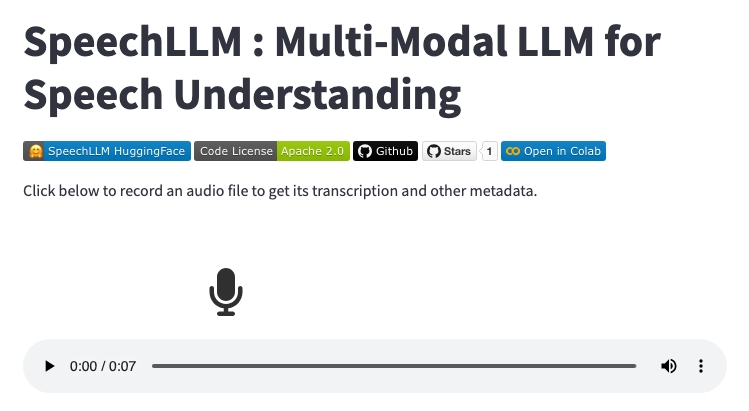 SpeechLLM : Multi-Modal LLM for
Speech Understanding
SpeechLLM HuggingFace Code License Apache 2.0 Github Stars 1 Open in Colab
Click below to record an audio file to get its transcription and other metadata.
0:00 / 0:07